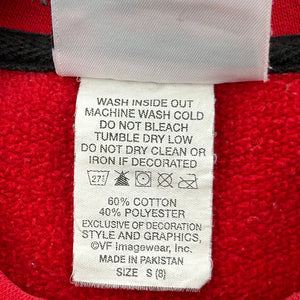 WASH INSIDE OUT
MACHINE WASH COLD
DO NOT BLEACH
TUMBLE DRY LOW
DO NOT DRY CLEAN OR
IRON IF DECORATED
27°
60% COTTON
40% POLYESTER
EXCLUSIVE OF DECORATION
STYLE AND GRAPHICS,
©VF Imagewear, Inc.
MADE IN PAKISTAN
SIZE S (8)